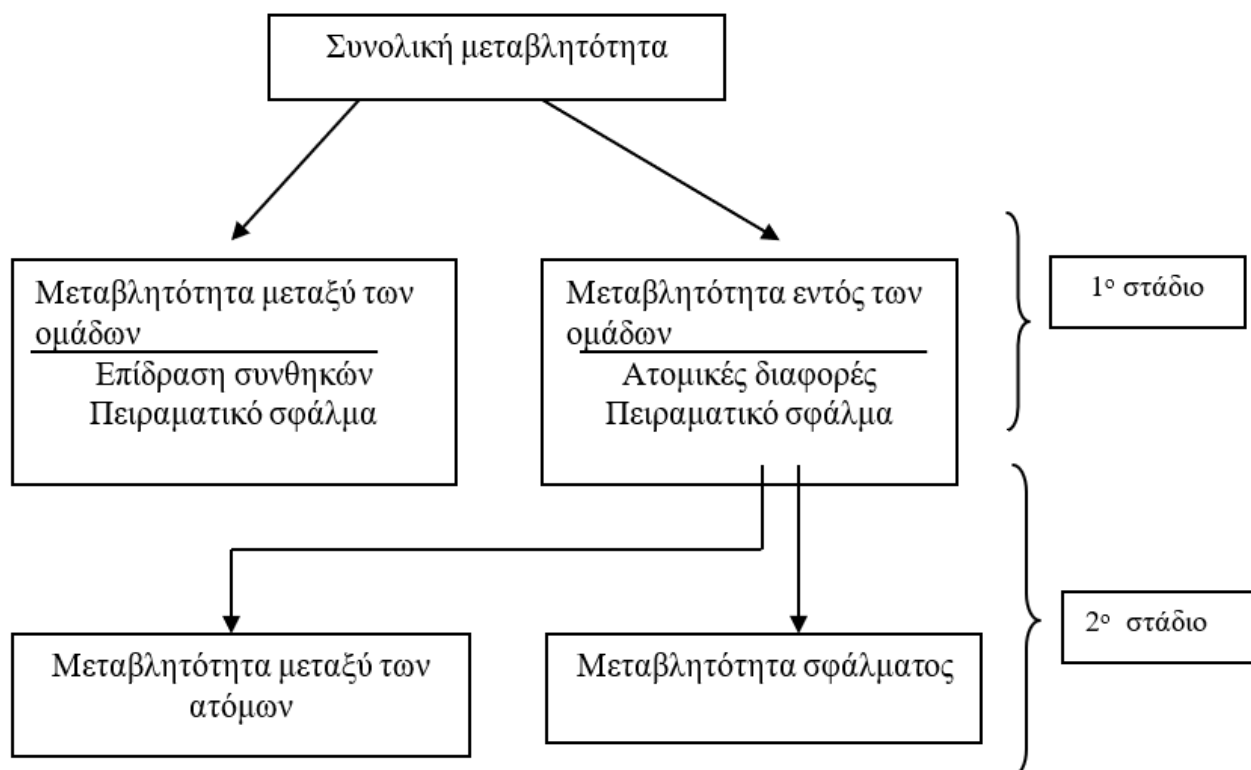 Συνολική μεταβλητότητα
Μεταβλητότητα μεταξύ των
ομάδων
Επίδραση συνθηκών
Πειραματικό σφάλμα
Μεταβλητότητα εντός των
ομάδων
Ατομικές διαφορές
Πειραματικό σφάλμα
1ο στάδιο
Μεταβλητότητα μεταξύ των
ατόμων
Μεταβλητότητα σφάλματος
2ο στάδιο